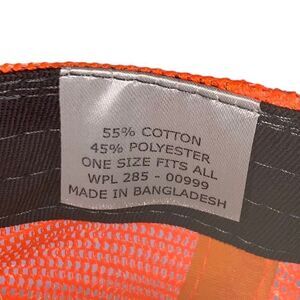 55% COTTON
45% POLYESTER
ONE SIZE FITS ALL
WPL 285 - 00999
MADE IN BANGLADESH